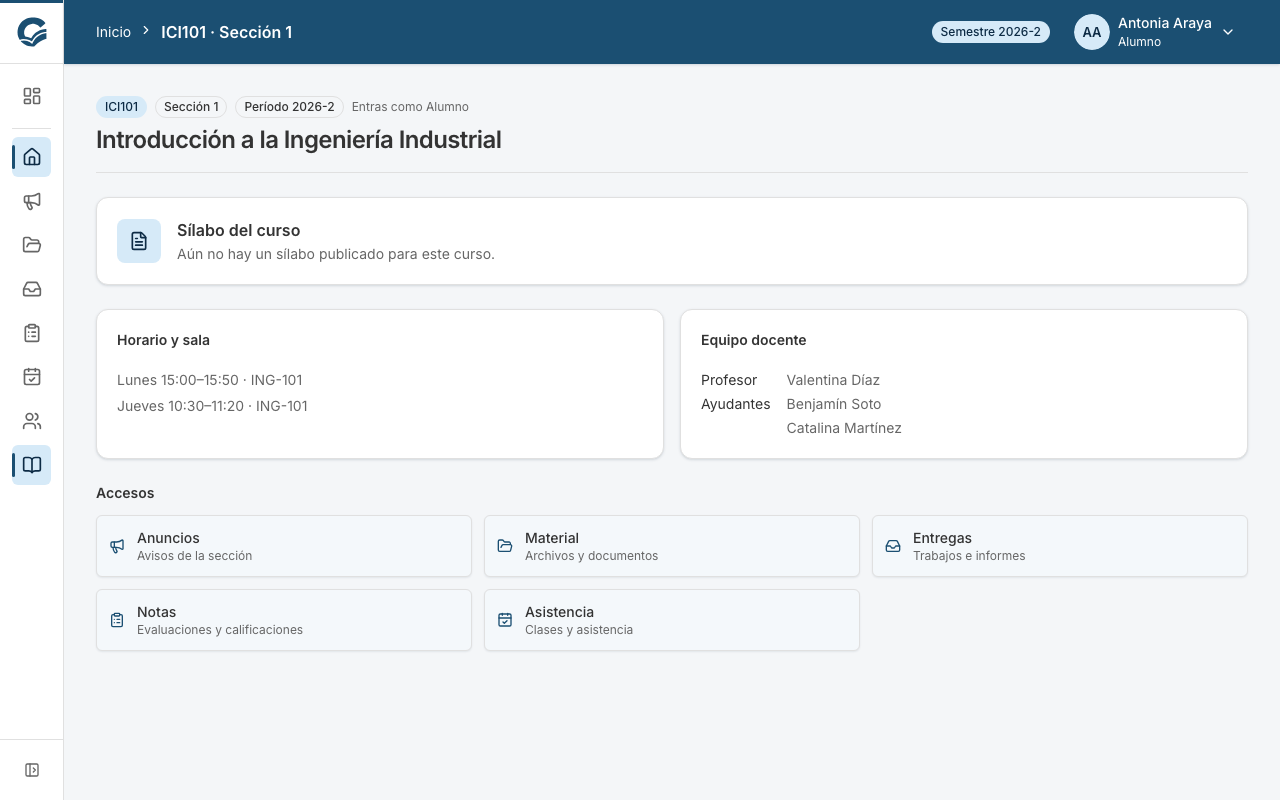 Inicio
ICI101 · Sección 1
Semestre 2026-2
AA
Antonia Araya
Alumno
ICI101
Sección 1
Período 2026-2
Entras como Alumno
Introducción a la Ingeniería Industrial
Sílabo del curso
Aún no hay un sílabo publicado para este curso.
Horario y sala
Lunes 15:00–15:50 · ING-101
Jueves 10:30–11:20 · ING-101
Equipo docente
Profesor Valentina Díaz
Ayudantes Benjamín Soto
Catalina Martínez
Accesos
Anuncios
Avisos de la sección
Material
Archivos y documentos
Entregas
Trabajos e informes
Notas
Evaluaciones y calificaciones
Asistencia
Clases y asistencia